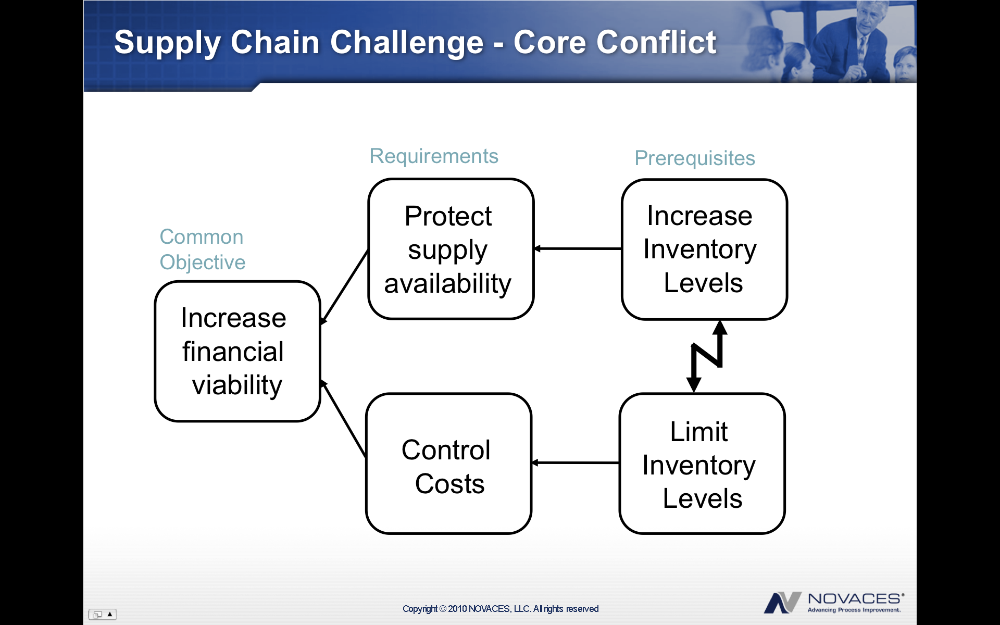 Supply Chain Challenge - Core Conflict
Requirements
Prerequisites
Common
Objective
Protect
supply
availability
Increase
Inventory
Levels
Increase
financial
viability
Control
Costs
Limit
Inventory
Levels
Copyright © 2010 NOVACES, LLC. All rights reserved
NOVACES®
Advancing Process Improvement.